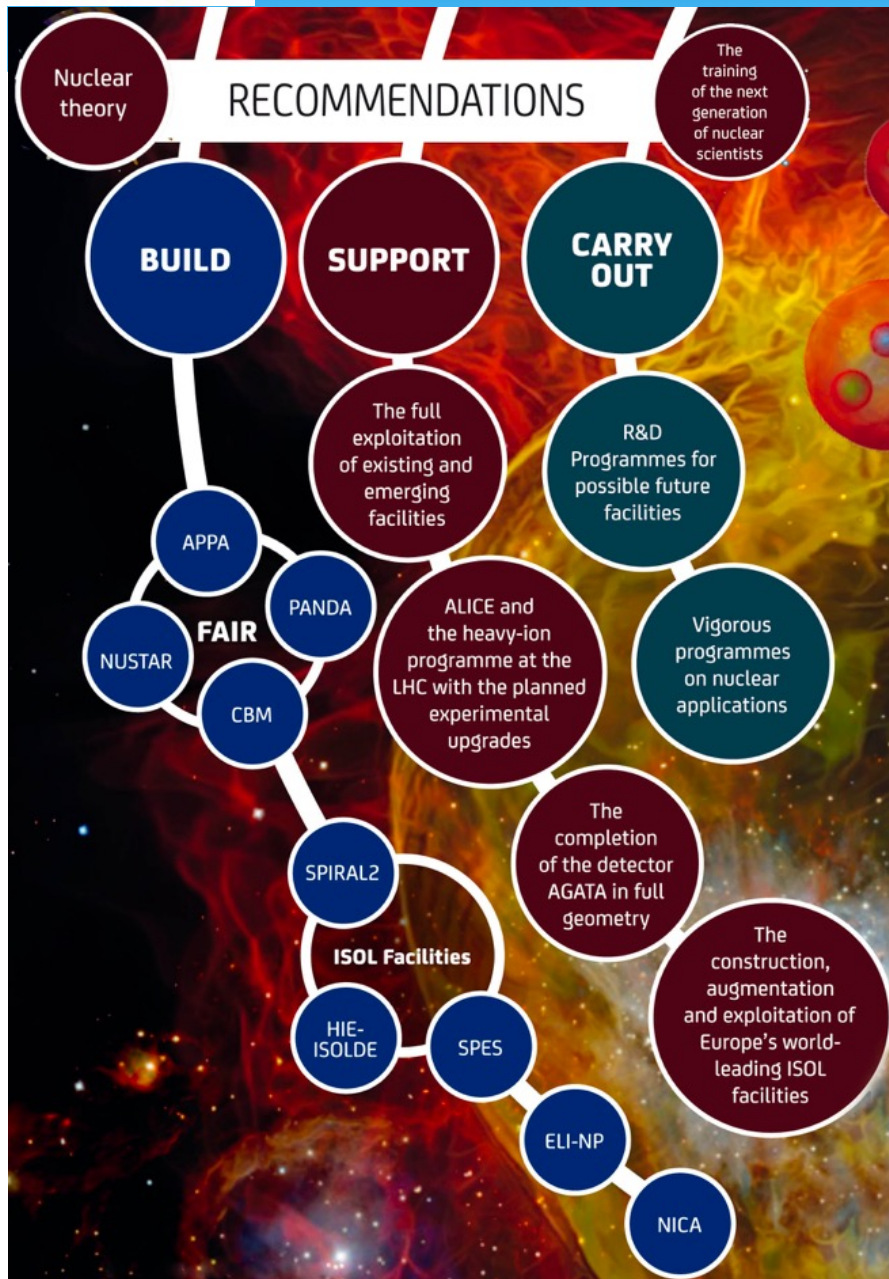 Nuclear
theory
RECOMMENDATIONS
The
training
of the next
generation
of nuclear
scientists
BUILD
SUPPORT
CARRY
OUT
The full
exploitation
of existing and
emerging
facilities
R&D
Programmes for
possible future
facilities
APPA
PANDA
FAIR
NUSTAR
CBM
ALICE and
the heavy-ion
programme at the
LHC with the planned
experimental
upgrades
Vigorous
programmes
on nuclear
applications
The
completion
of the detector
AGATA in full
geometry
SPIRAL2
ISOL Facilities
HIE-
ISOLDE
SPES
The
construction,
augmentation
and exploitation of
Europe's world-
leading ISOL
facilities
ELI-NP
NICA